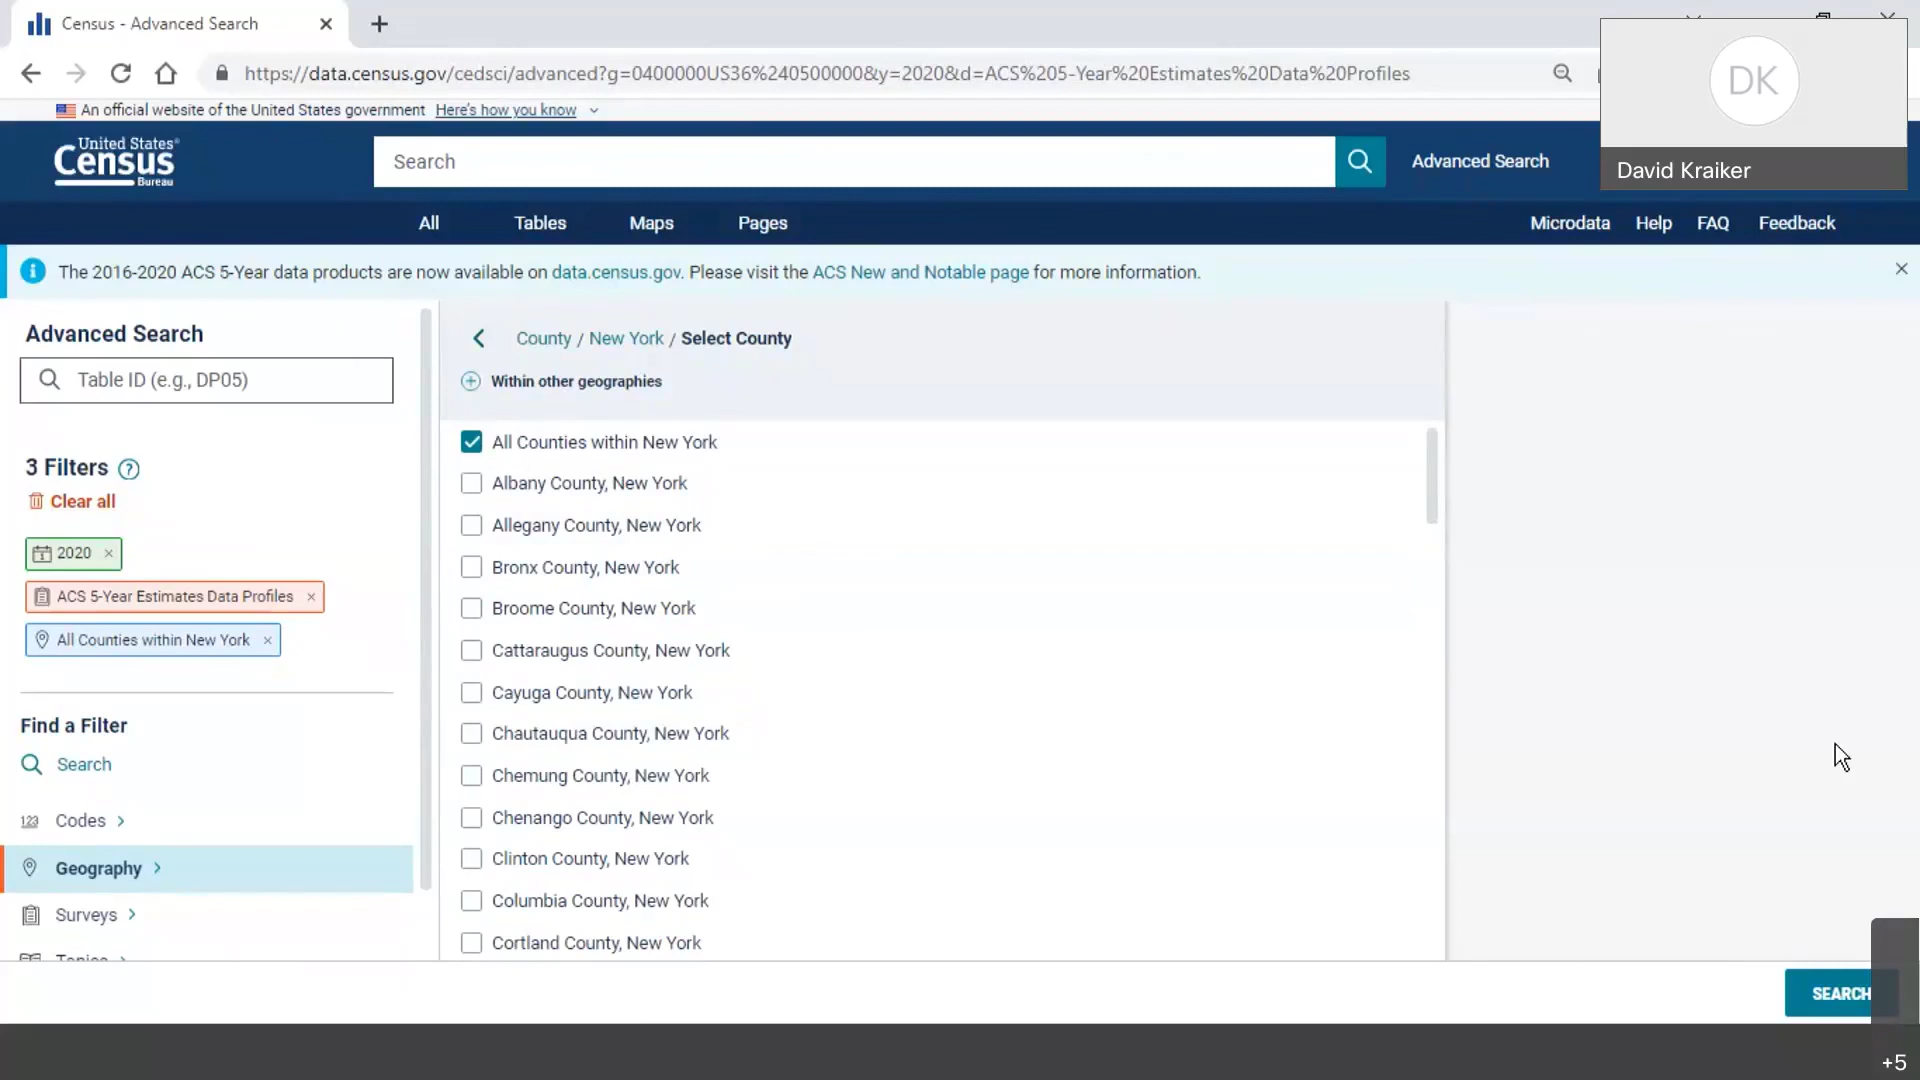 Census - Advanced Search
https://data.census.gov/cedsci/advanced?g=0400000US36%240500000&y=2020&d=ACS%205-Year%20Estimates%20Data%20Profiles
DK
David Kraiker
An official website of the United States government Here's how you know
United States®
Census
Bureau
Search
Advanced Search
All
Tables
Maps
Pages
Microdata
Help
FAQ
Feedback
The 2016-2020 ACS 5-Year data products are now available on data.census.gov. Please visit the ACS New and Notable page for more information.
Advanced Search
Table ID (e.g., DP05)
3 Filters
Clear all
2020
ACS 5-Year Estimates Data Profiles
All Counties within New York
Find a Filter
Search
123 Codes
Geography
Surveys
Topics
County / New York / Select County
Within other geographies
All Counties within New York
Albany County, New York
Allegany County, New York
Bronx County, New York
Broome County, New York
Cattaraugus County, New York
Cayuga County, New York
Chautauqua County, New York
Chemung County, New York
Chenango County, New York
Clinton County, New York
Columbia County, New York
Cortland County, New York
SEARCH
+5